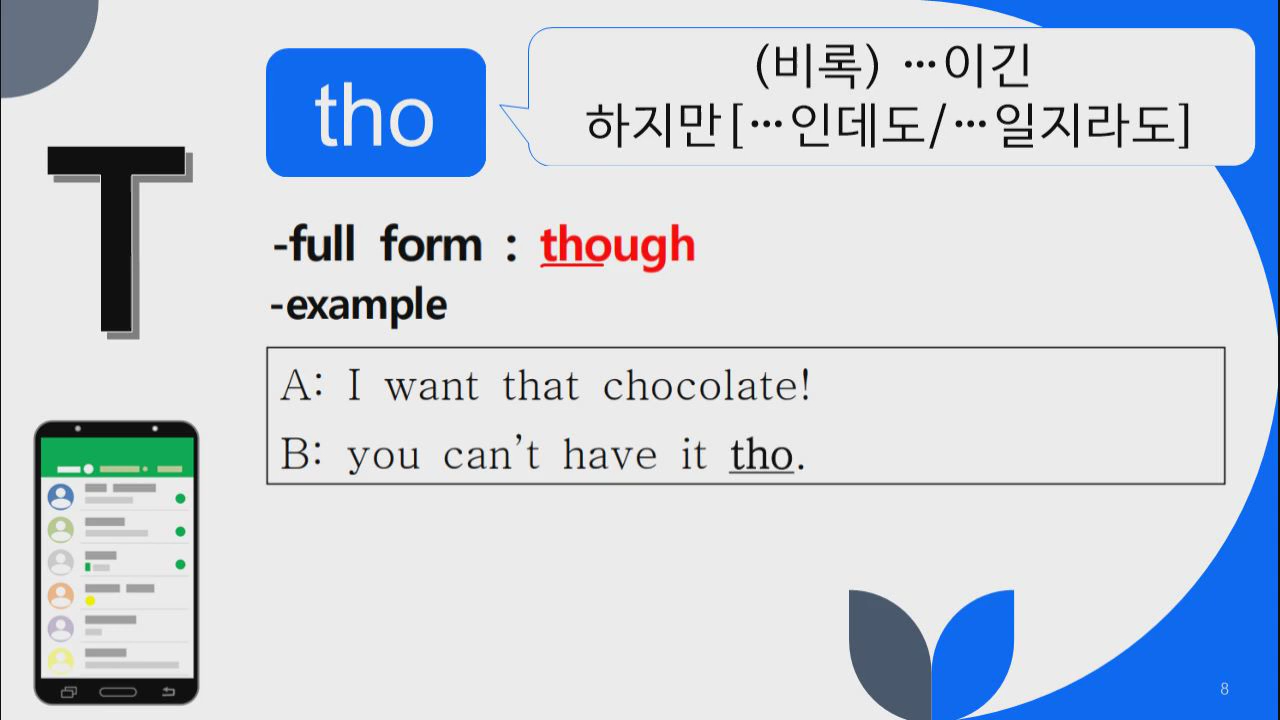 T
tho
(비록) …이긴
하지만[…인데도/…일지라도]
-full form : though
-example
A: I want that chocolate!
B: you can't have it tho.
8